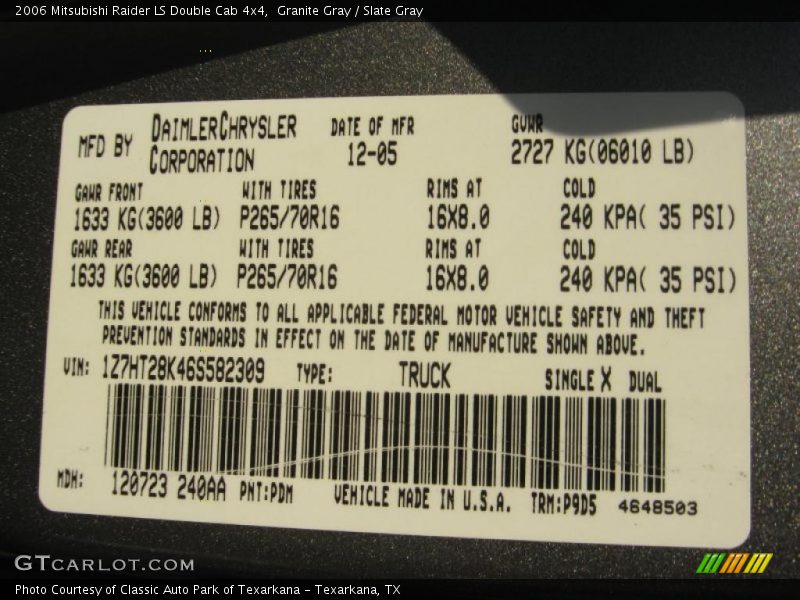 2006 Mitsubishi Raider LS Double Cab 4x4,  Granite Gray / Slate Gray
MFD BY DAIMLERCHRYSLER CORPORATION DATE OF MFR 12-05 GVWR 2727 KG(06010 LB)
GAWR FRONT WITH TIRES RIMS AT COLD
1633 KG(3600 LB) P265/70R16 16X8.0 240 KPA( 35 PSI)
GAWR REAR WITH TIRES RIMS AT COLD
1633 KG(3600 LB) P265/70R16 16X8.0 240 KPA( 35 PSI)
THIS VEHICLE CONFORMS TO ALL APPLICABLE FEDERAL MOTOR VEHICLE SAFETY AND THEFT
PREVENTION STANDARDS IN EFFECT ON THE DATE OF MANUFACTURE SHOWN ABOVE.
VIN: 1Z7HT28K46S582309 TYPE: TRUCK SINGLE X DUAL
MDH: 120723 240AA PNT:PDM VEHICLE MADE IN U.S.A. TRM:P9D5 4648503
GTCARLOT.COM
Photo Courtesy of Classic Auto Park of Texarkana – Texarkana, TX